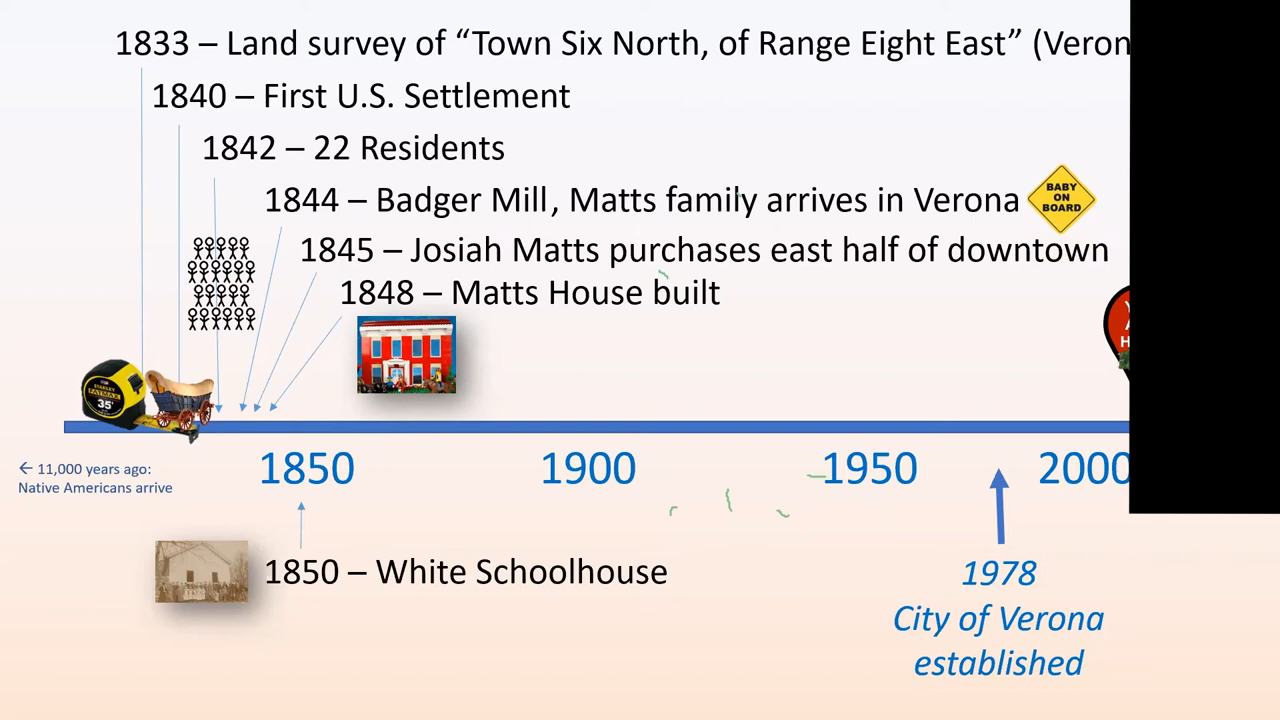 1833 – Land survey of “Town Six North, of Range Eight East” (Veron
1840 – First U.S. Settlement
1842 – 22 Residents
1844 – Badger Mill, Matts family arrives in Verona
BABY
ON
BOARD
1845 – Josiah Matts purchases east half of downtown
1848 – Matts House built
STANLEY
FATMAX
35'
← 11,000 years ago:
Native Americans arrive
1850
1900
1950
2000
1850 – White Schoolhouse
1978
City of Verona
established